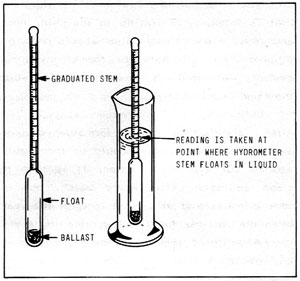 GRADUATED STEM
READING IS TAKEN AT
POINT WHERE HYDROMETER
STEM FLOATS IN LIQUID
FLOAT
BALLAST